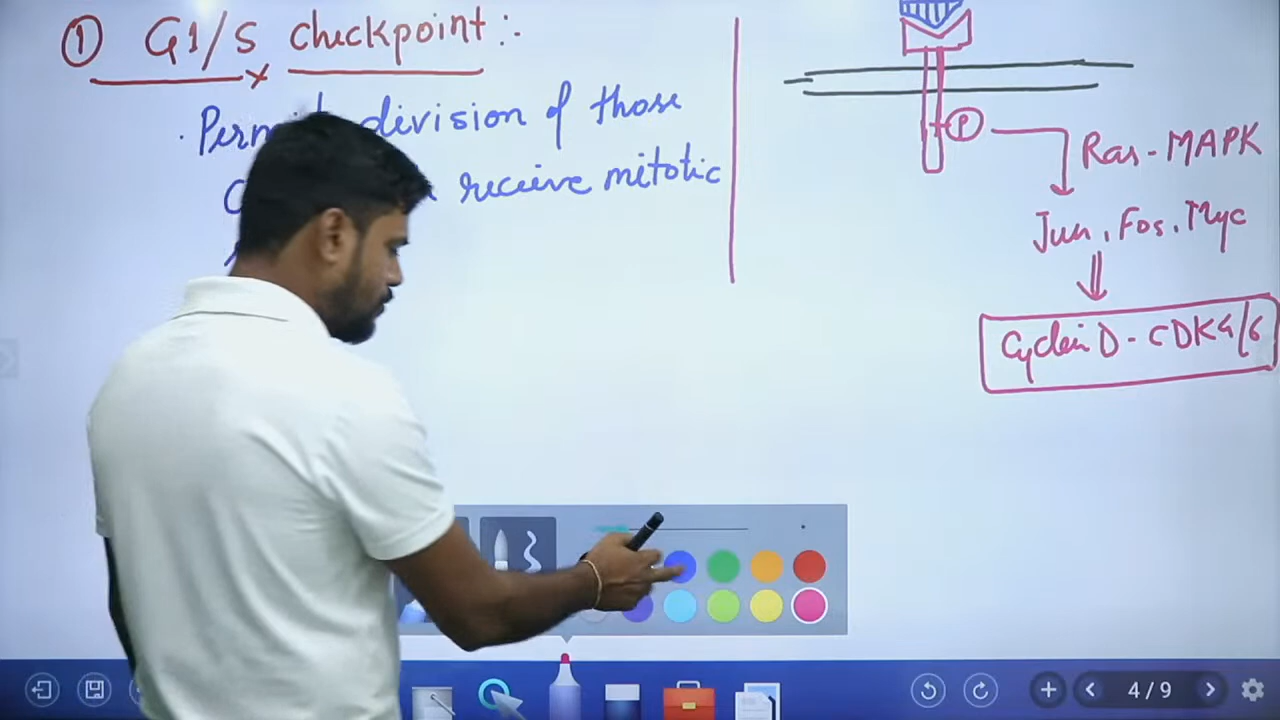 ① G1/S checkpoint :-
· Perm division of those
receive mitotic
P
Ras-MAPK
Jun, Fos, Myc
Cyclin D - CDK4/6
4/9